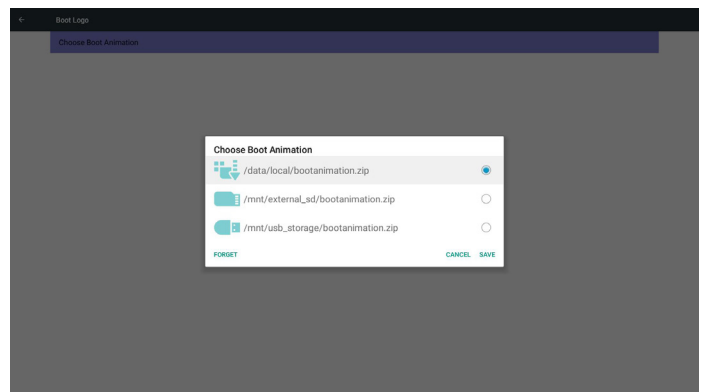 Boot Logo
Choose Boot Animation
Choose Boot Animation
/data/local/bootanimation.zip
/mnt/external_sd/bootanimation.zip
/mnt/usb_storage/bootanimation.zip
FORGET CANCEL SAVE